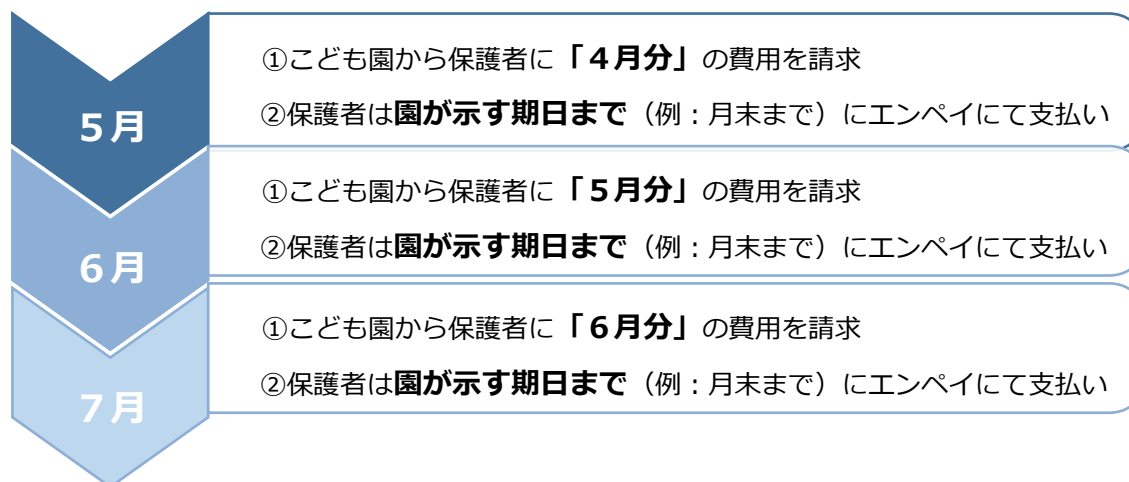 5月
①こども園から保護者に「４月分」の費用を請求
②保護者は園が示す期日まで（例：月末まで）にエンペイにて支払い
6月
①こども園から保護者に「５月分」の費用を請求
②保護者は園が示す期日まで（例：月末まで）にエンペイにて支払い
7月
①こども園から保護者に「６月分」の費用を請求
②保護者は園が示す期日まで（例：月末まで）にエンペイにて支払い